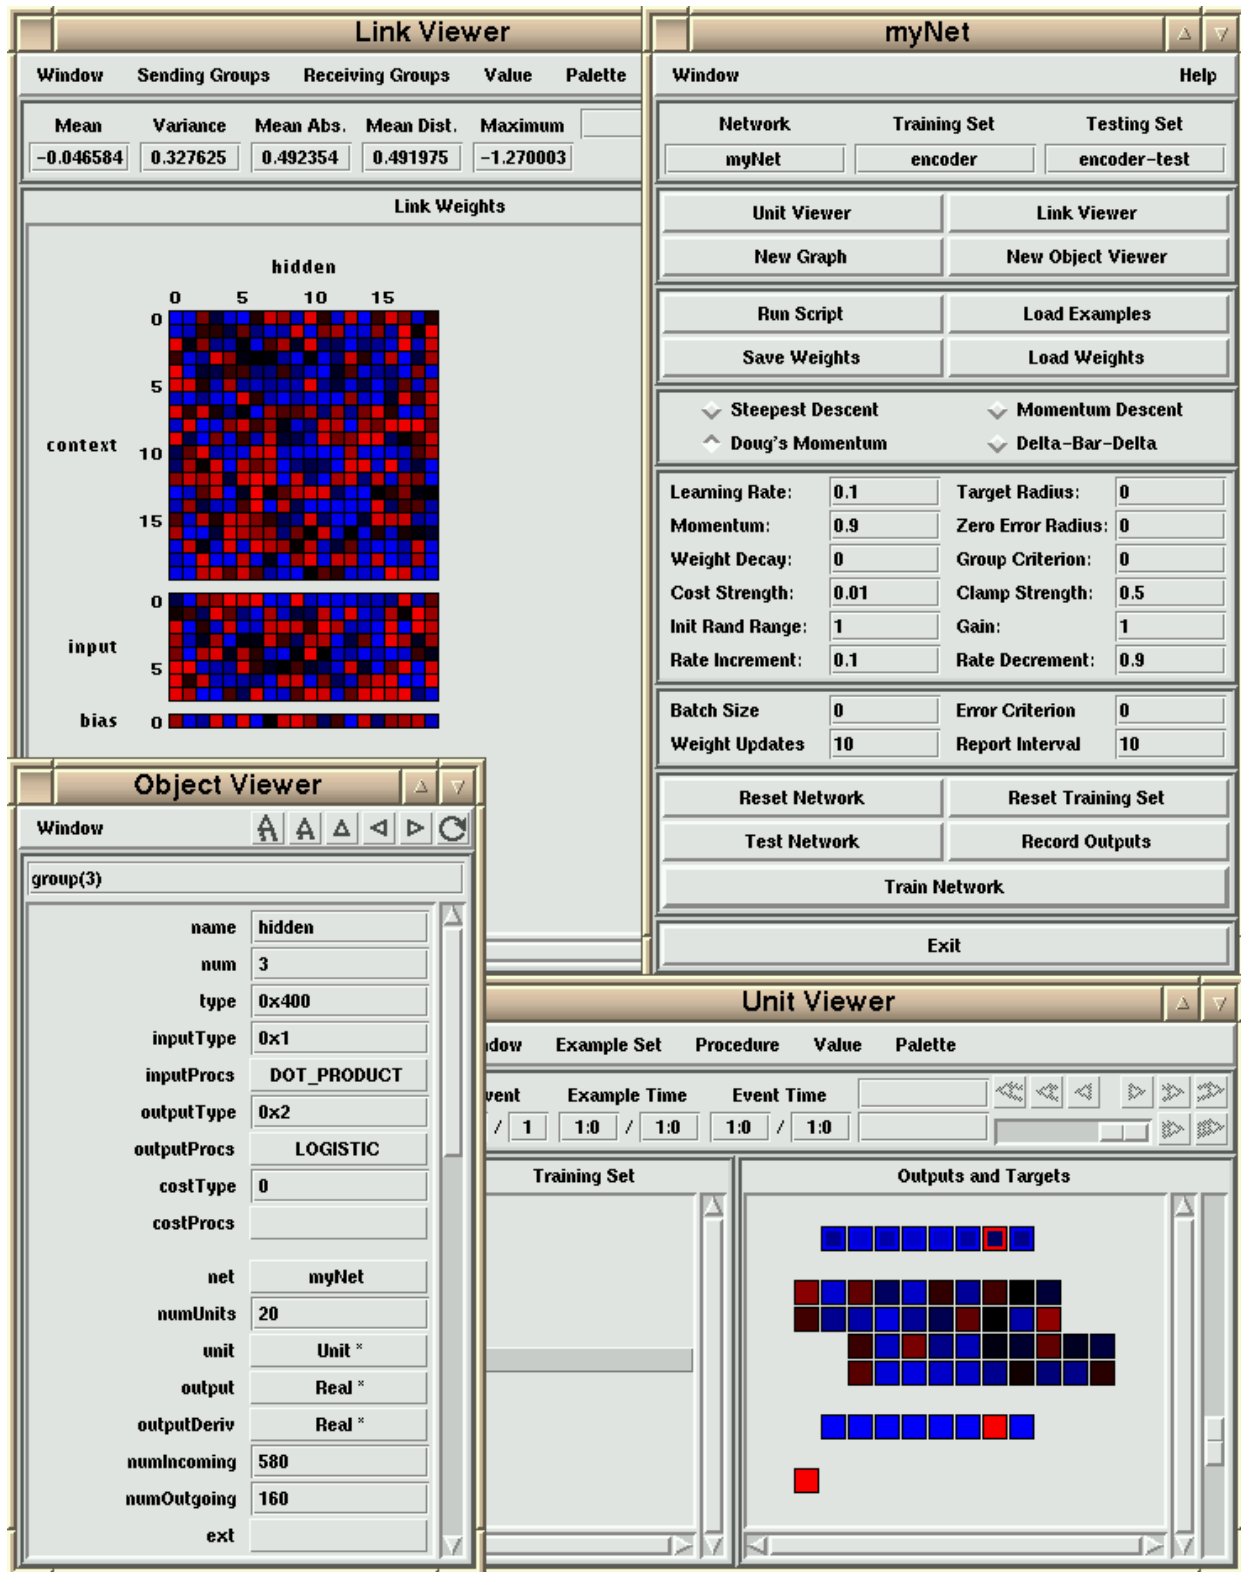 Link Viewer
Window Sending Groups Receiving Groups Value Palette
Mean Variance Mean Abs. Mean Dist. Maximum
-0.046584 0.327625 0.492354 0.491975 -1.270003
Link Weights
hidden
0 5 10 15
0
5
context 10
15
0
input
5
bias 0
myNet
Window Help
Network Training Set Testing Set
myNet encoder encoder-test
Unit Viewer Link Viewer
New Graph New Object Viewer
Run Script Load Examples
Save Weights Load Weights
Steepest Descent Momentum Descent
Doug's Momentum Delta-Bar-Delta
Learning Rate: 0.1 Target Radius: 0
Momentum: 0.9 Zero Error Radius: 0
Weight Decay: 0 Group Criterion: 0
Cost Strength: 0.01 Clamp Strength: 0.5
Init Rand Range: 1 Gain: 1
Rate Increment: 0.1 Rate Decrement: 0.9
Batch Size 0 Error Criterion 0
Weight Updates 10 Report Interval 10
Reset Network Reset Training Set
Test Network Record Outputs
Train Network
Exit
Object Viewer
Window A A
group(3)
name hidden
num 3
type 0x400
inputType 0x1
inputProcs DOT_PRODUCT
outputType 0x2
outputProcs LOGISTIC
costType 0
costProcs
net myNet
numUnits 20
unit Unit *
output Real *
outputDeriv Real *
numIncoming 580
numOutgoing 160
ext
Unit Viewer
dow Example Set Procedure Value Palette
vent Example Time Event Time
/ 1 1:0 / 1:0 1:0 / 1:0
Training Set Outputs and Targets